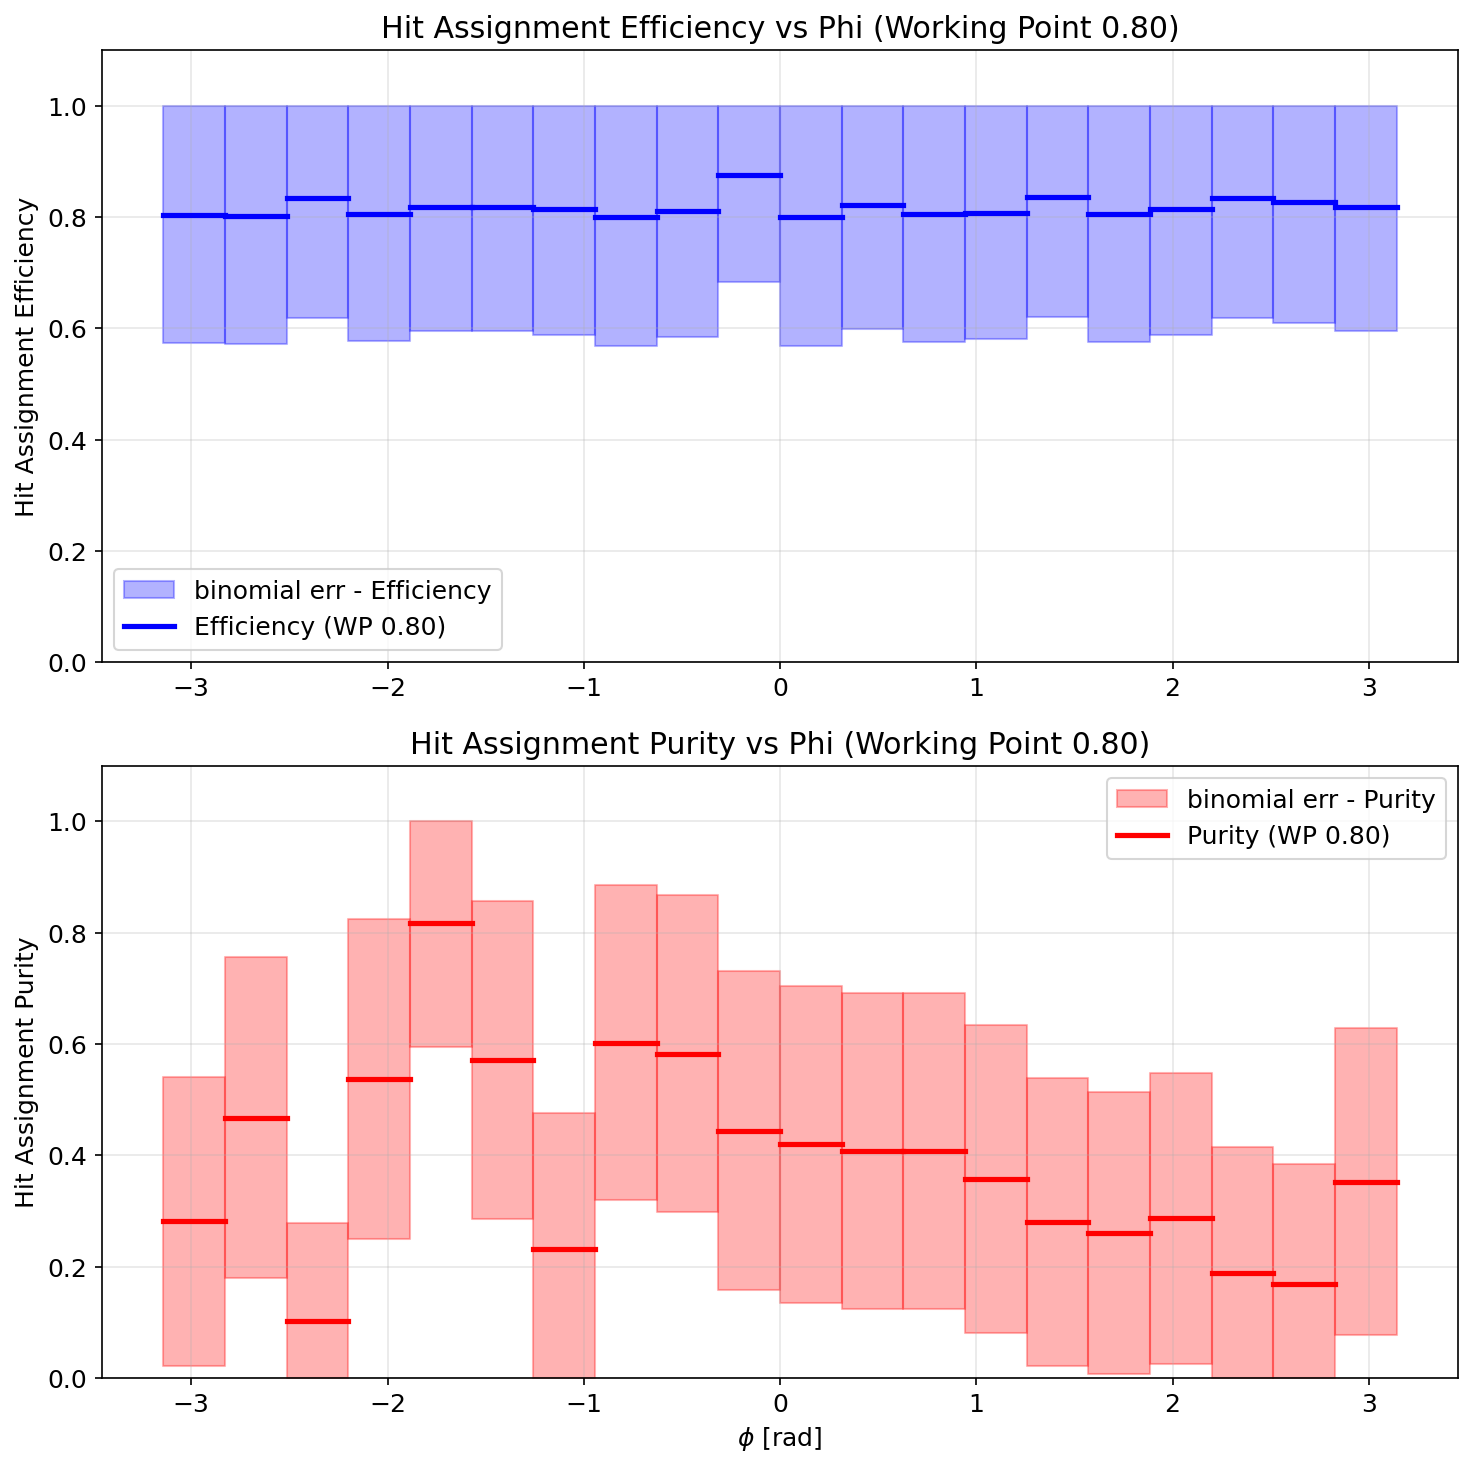 Hit Assignment Efficiency vs Phi (Working Point 0.80)
Hit Assignment Efficiency
1.0
0.8
0.6
0.4
0.2
0.0
binomial err - Efficiency
Efficiency (WP 0.80)
−3 −2 −1 0 1 2 3
Hit Assignment Purity vs Phi (Working Point 0.80)
Hit Assignment Purity
1.0
0.8
0.6
0.4
0.2
0.0
binomial err - Purity
Purity (WP 0.80)
−3 −2 −1 0 1 2 3
ϕ [rad]